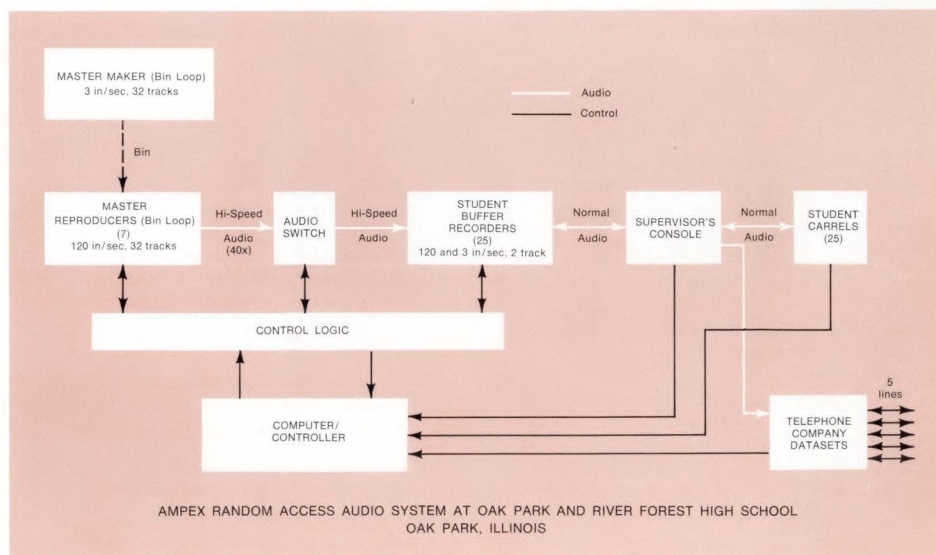 MASTER MAKER (Bin Loop)
3 in/sec, 32 tracks
Audio
Control
Bin
MASTER
REPRODUCERS (Bin Loop)
(7)
120 in/sec, 32 tracks
Hi-Speed
Audio
(40x)
AUDIO
SWITCH
Hi-Speed
Audio
STUDENT
BUFFER
RECORDERS
(25)
120 and 3 in/sec, 2 track
Normal
Audio
SUPERVISOR'S
CONSOLE
Normal
Audio
STUDENT
CARRELS
(25)
CONTROL LOGIC
COMPUTER/
CONTROLLER
TELEPHONE
COMPANY
DATASETS
5
lines
AMPEX RANDOM ACCESS AUDIO SYSTEM AT OAK PARK AND RIVER FOREST HIGH SCHOOL
OAK PARK, ILLINOIS